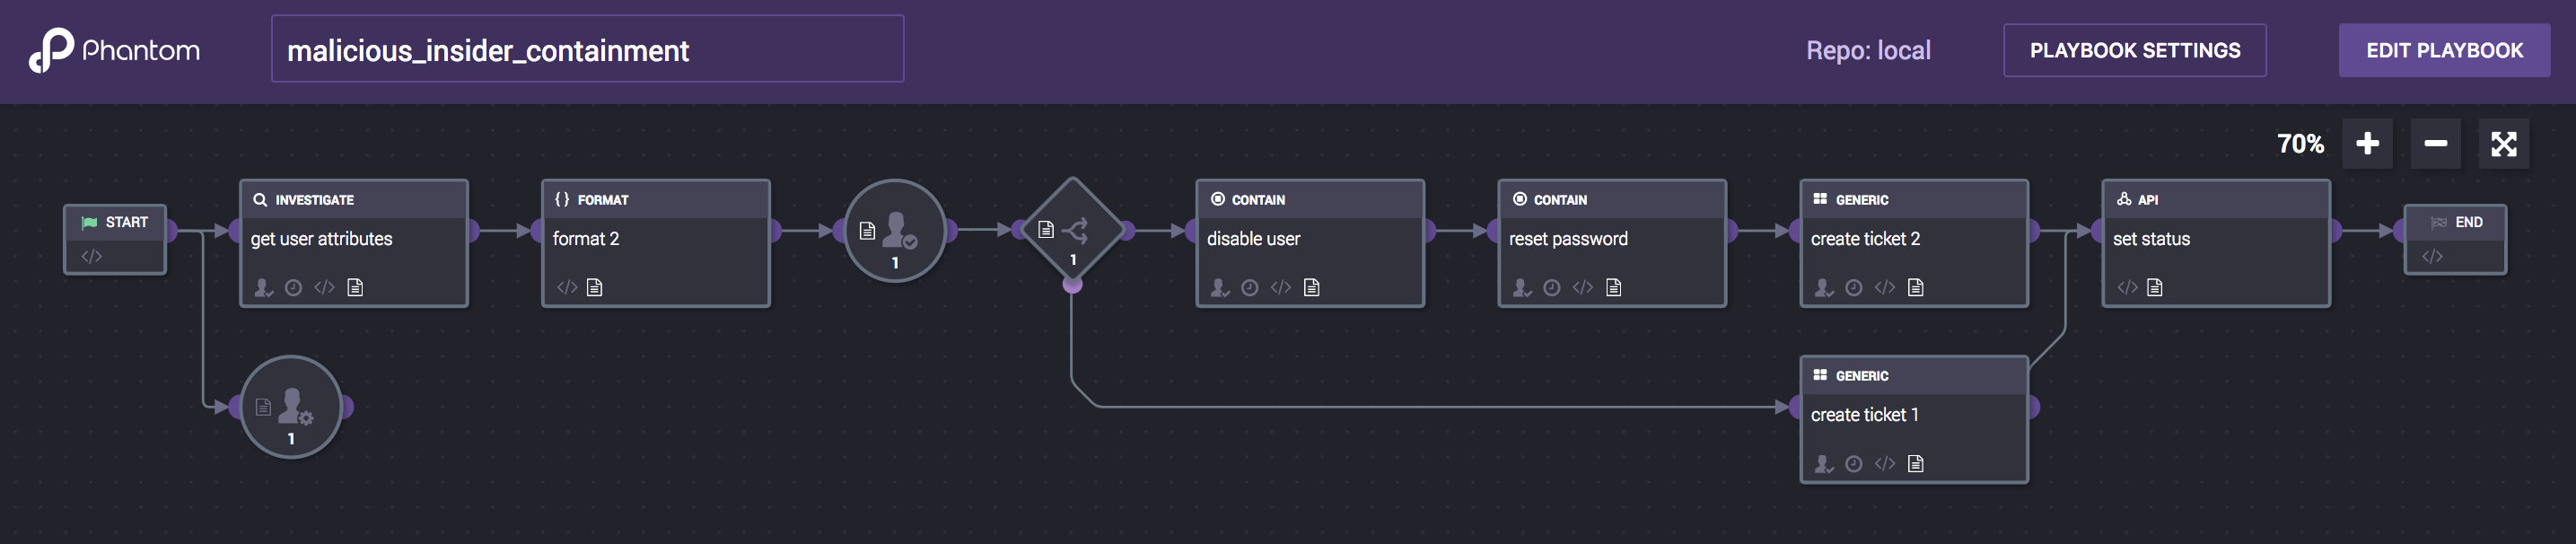 Phantom
malicious_insider_containment
Repo: local
PLAYBOOK SETTINGS
EDIT PLAYBOOK
70%
START
INVESTIGATE
get user attributes
FORMAT
format 2
1
1
CONTAIN
disable user
CONTAIN
reset password
GENERIC
create ticket 2
API
set status
END
1
GENERIC
create ticket 1